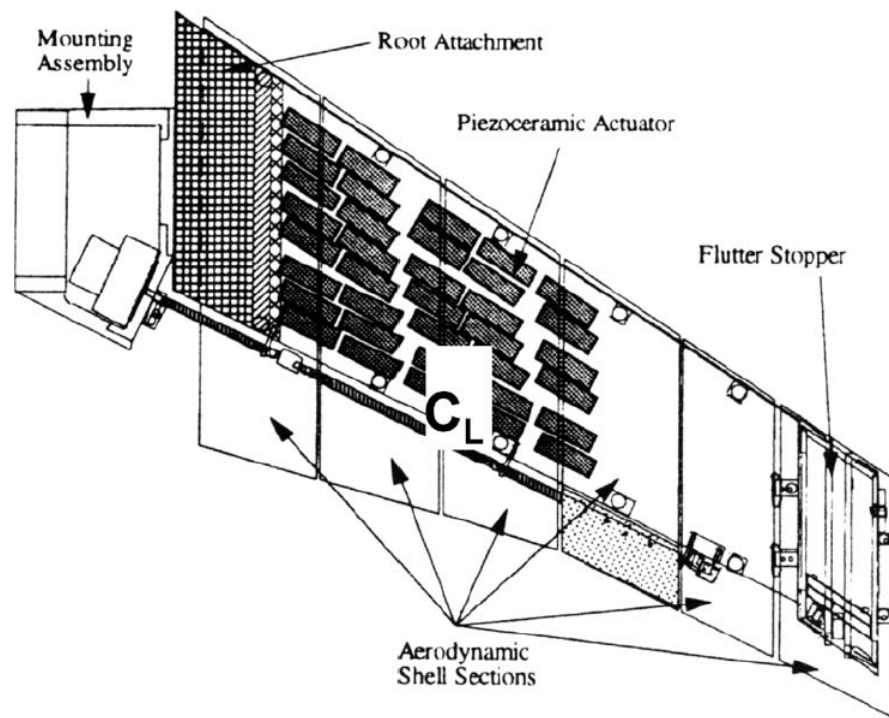 Mounting
Assembly
Root Attachment
Piezoceramic Actuator
Flutter Stopper
CL
Aerodynamic
Shell Sections